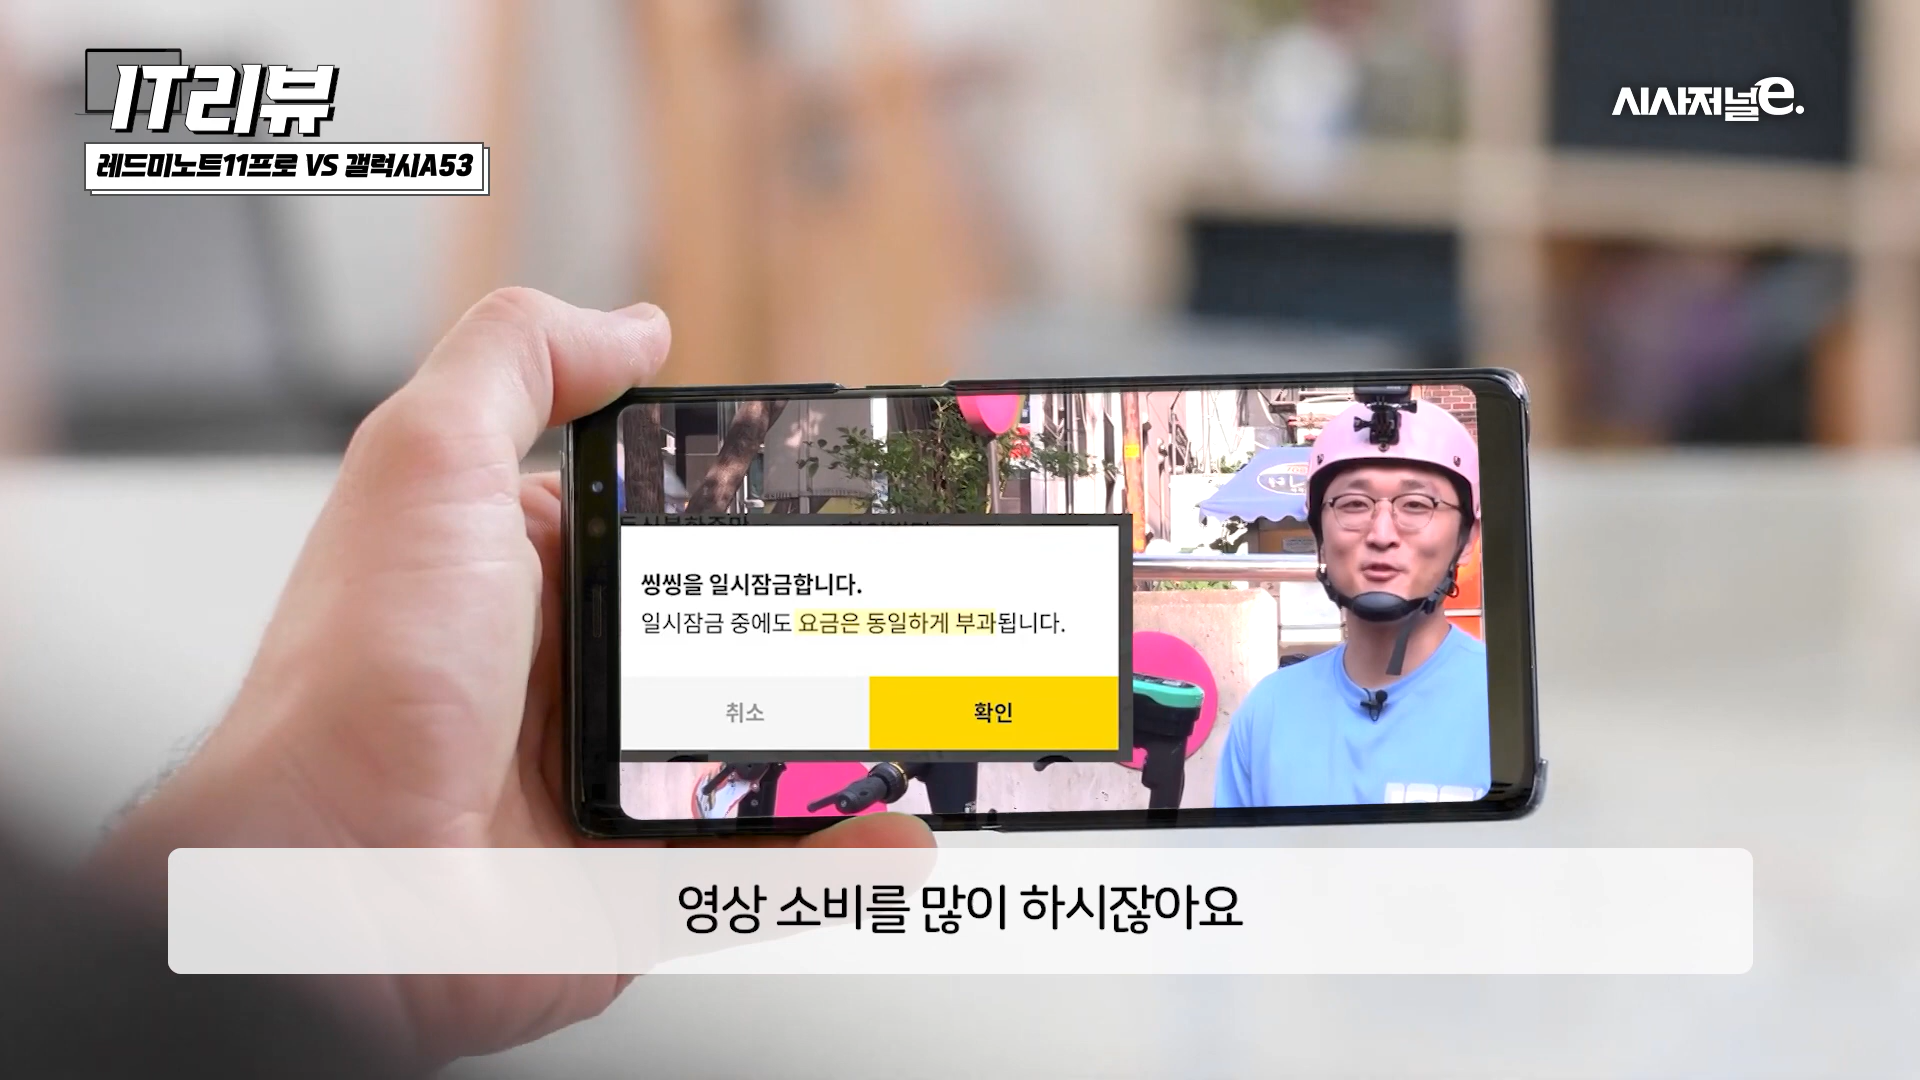 IT리뷰
레드미노트11프로 VS 갤럭시A53
시사저널e.
씽씽을 일시잠금합니다.
일시잠금 중에도 요금은 동일하게 부과됩니다.
취소
확인
영상 소비를 많이 하시잖아요